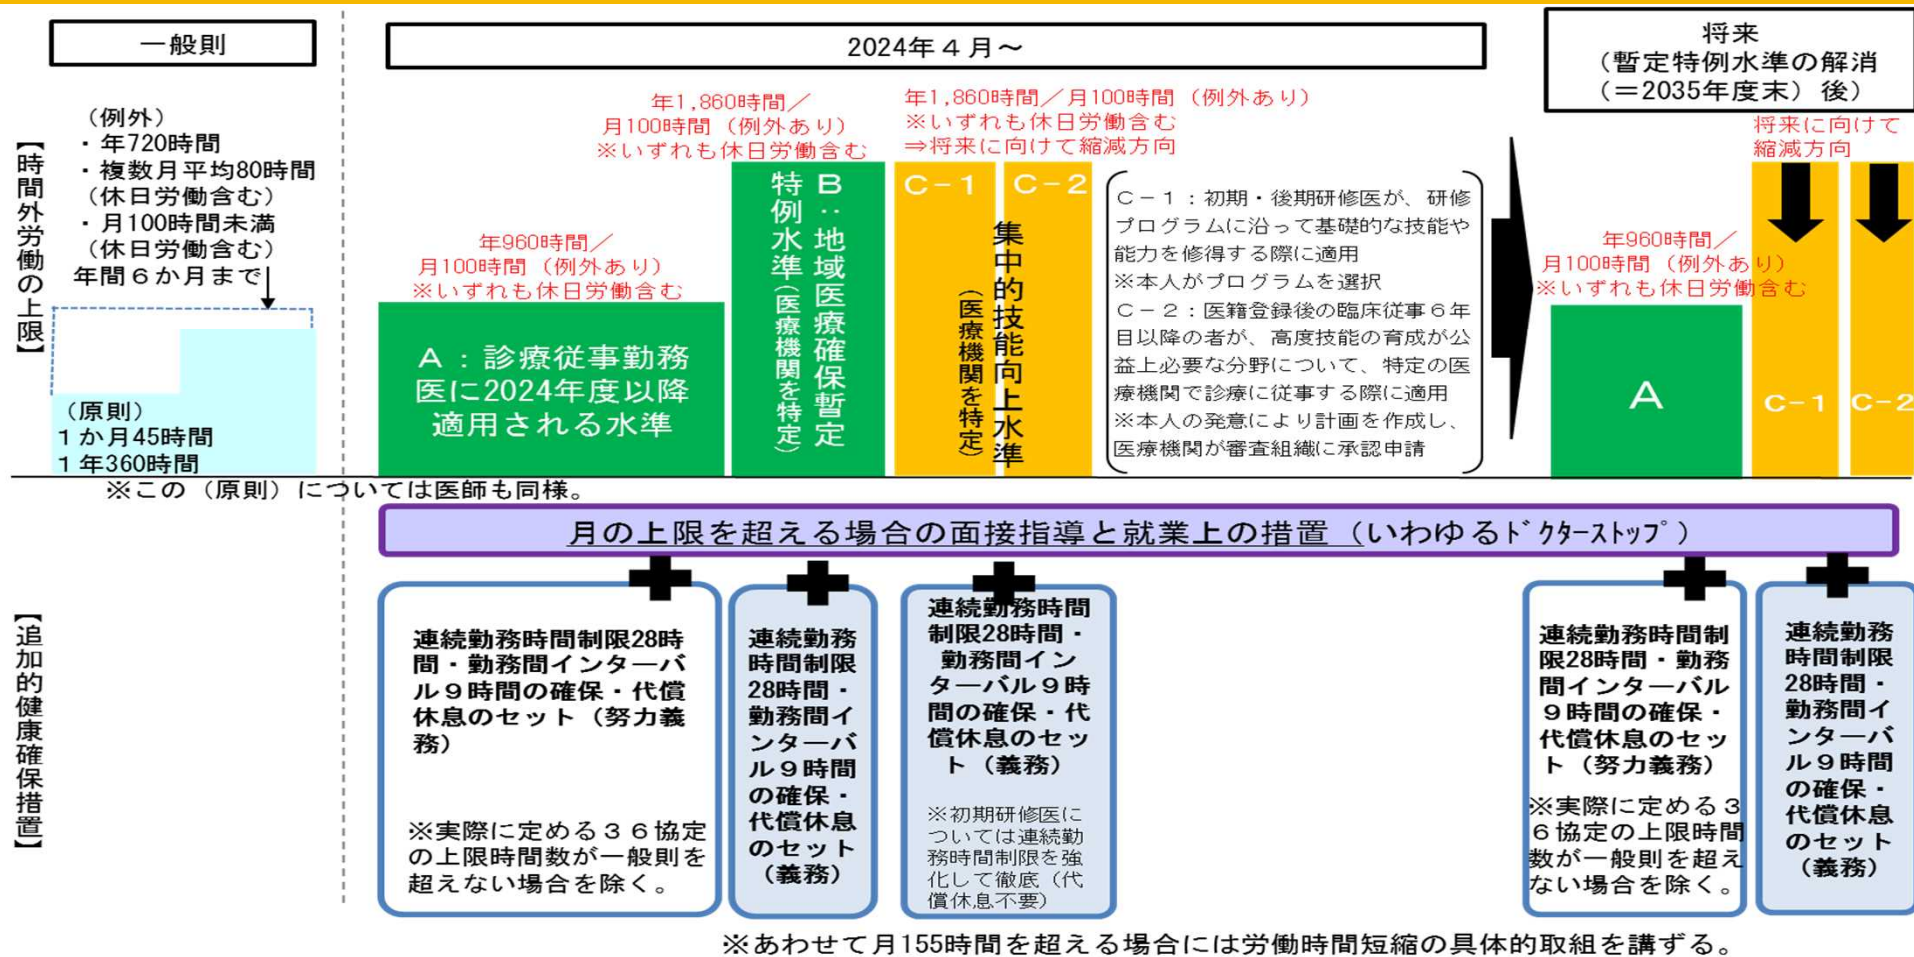 一般則
2024年４月～
将来
（暫定特例水準の解消
（＝2035年度末）後）
【時間外労働の上限】
（例外）
・年720時間
・複数月平均80時間
（休日労働含む）
・月100時間未満
（休日労働含む）
年間６か月まで
（原則）
１か月45時間
１年360時間
※この（原則）については医師も同様。
年960時間／
月100時間（例外あり）
※いずれも休日労働含む
Ａ：診療従事勤務
医に2024年度以降
適用される水準
年1,860時間／
月100時間（例外あり）
※いずれも休日労働含む
Ｂ：地域医療確保暫定
特例水準（医療機関を特定）
年1,860時間／月100時間（例外あり）
※いずれも休日労働含む
⇒将来に向けて縮減方向
Ｃ－１
Ｃ－２
集中的技能向上水準
（医療機関を特定）
Ｃ－１：初期・後期研修医が、研修
プログラムに沿って基礎的な技能や
能力を修得する際に適用
※本人がプログラムを選択
Ｃ－２：医籍登録後の臨床従事６年
目以降の者が、高度技能の育成が公
益上必要な分野について、特定の医
療機関で診療に従事する際に適用
※本人の発意により計画を作成し、
医療機関が審査組織に承認申請
年960時間／
月100時間（例外あり）
※いずれも休日労働含む
Ａ
将来に向けて
縮減方向
Ｃ－１
Ｃ－２
【追加的健康確保措置】
月の上限を超える場合の面接指導と就業上の措置（いわゆるﾄﾞｸﾀｰｽﾄｯﾌﾟ）
連続勤務時間制限28時
間・勤務間インターバ
ル９時間の確保・代償
休息のセット（努力義
務）
※実際に定める３６協定
の上限時間数が一般則を
超えない場合を除く。
連続勤務
時間制限
28時間・
勤務間イ
ンターバ
ル９時間
の確保・
代償休息
のセット
（義務）
連続勤務時間
制限28時間・
勤務間イン
ターバル９時
間の確保・代
償休息のセッ
ト（義務）
※初期研修医に
ついては連続勤
務時間制限を強
化して徹底（代
償休息不要）
連続勤務時間制
限28時間・勤務
間インターバル
９時間の確保・
代償休息のセッ
ト（努力義務）
※実際に定める３
６協定の上限時間
数が一般則を超え
ない場合を除く。
連続勤務
時間制限
28時間・
勤務間イ
ンターバ
ル９時間
の確保・
代償休息
のセット
（義務）
※あわせて月155時間を超える場合には労働時間短縮の具体的取組を講ずる。